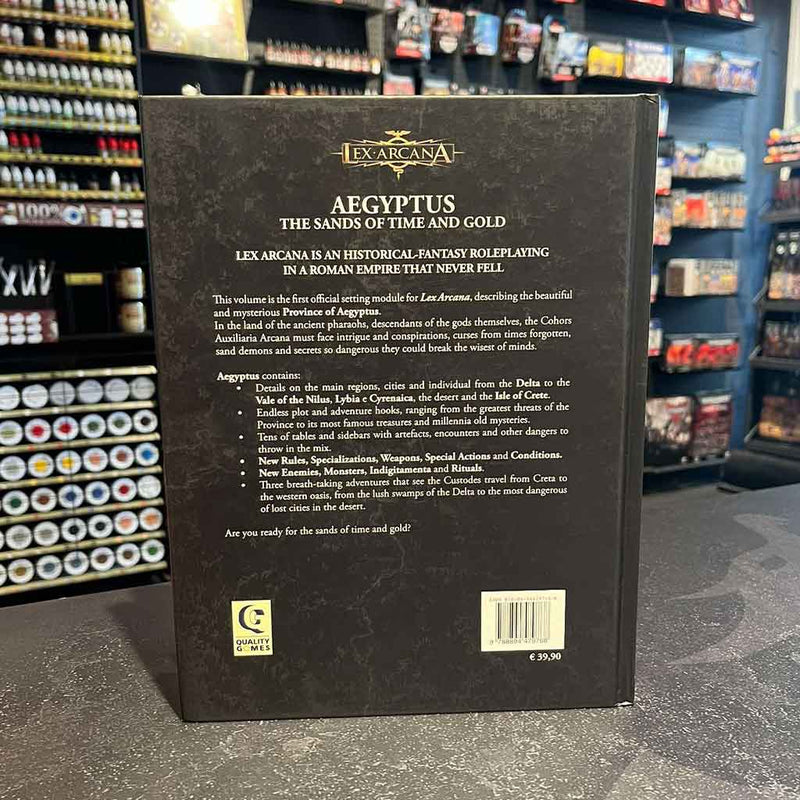 100%
LEX·ARCANA
AEGYPTUS
THE SANDS OF TIME AND GOLD
LEX ARCANA IS AN HISTORICAL-FANTASY ROLEPLAYING
IN A ROMAN EMPIRE THAT NEVER FELL
This volume is the first official setting module for Lex Arcana, describing the beautiful
and mysterious Province of Aegyptus.
In the land of the ancient pharaohs, descendants of the gods themselves, the Cohors
Auxiliaria Arcana must face intrigue and conspirations, curses from times forgotten,
sand demons and secrets so dangerous they could break the wisest of minds.
Aegyptus contains:
• Details on the main regions, cities and individual from the Delta to the
Vale of the Nilus, Lybia e Cyrenaica, the desert and the Isle of Crete.
• Endless plot and adventure hooks, ranging from the greatest threats of the
Province to its most famous treasures and millennia old mysteries.
• Tens of tables and sidebars with artefacts, encounters and other dangers to
throw in the mix.
• New Rules, Specializations, Weapons, Special Actions and Conditions.
• New Enemies, Monsters, Indigitamenta and Rituals.
• Three breath-taking adventures that see the Custodes travel from Creta to
the western oasis, from the lush swamps of the Delta to the most dangerous
of lost cities in the desert.
Are you ready for the sands of time and gold?
QUALITY
GAMES
€ 39,90